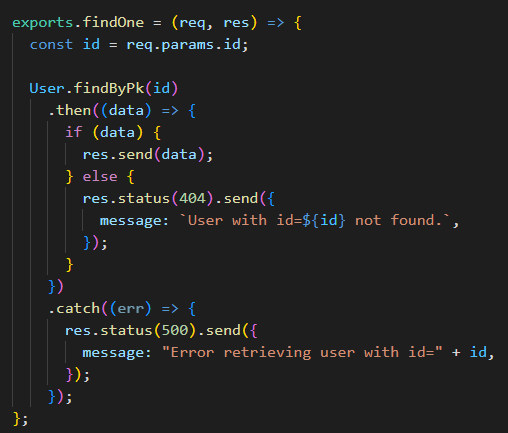 exports.findOne = (req, res) => {
  const id = req.params.id;

  User.findByPk(id)
    .then((data) => {
      if (data) {
        res.send(data);
      } else {
        res.status(404).send({
          message: `User with id=${id} not found.`,
        });
      }
    })
    .catch((err) => {
      res.status(500).send({
        message: "Error retrieving user with id=" + id,
      });
    });
};